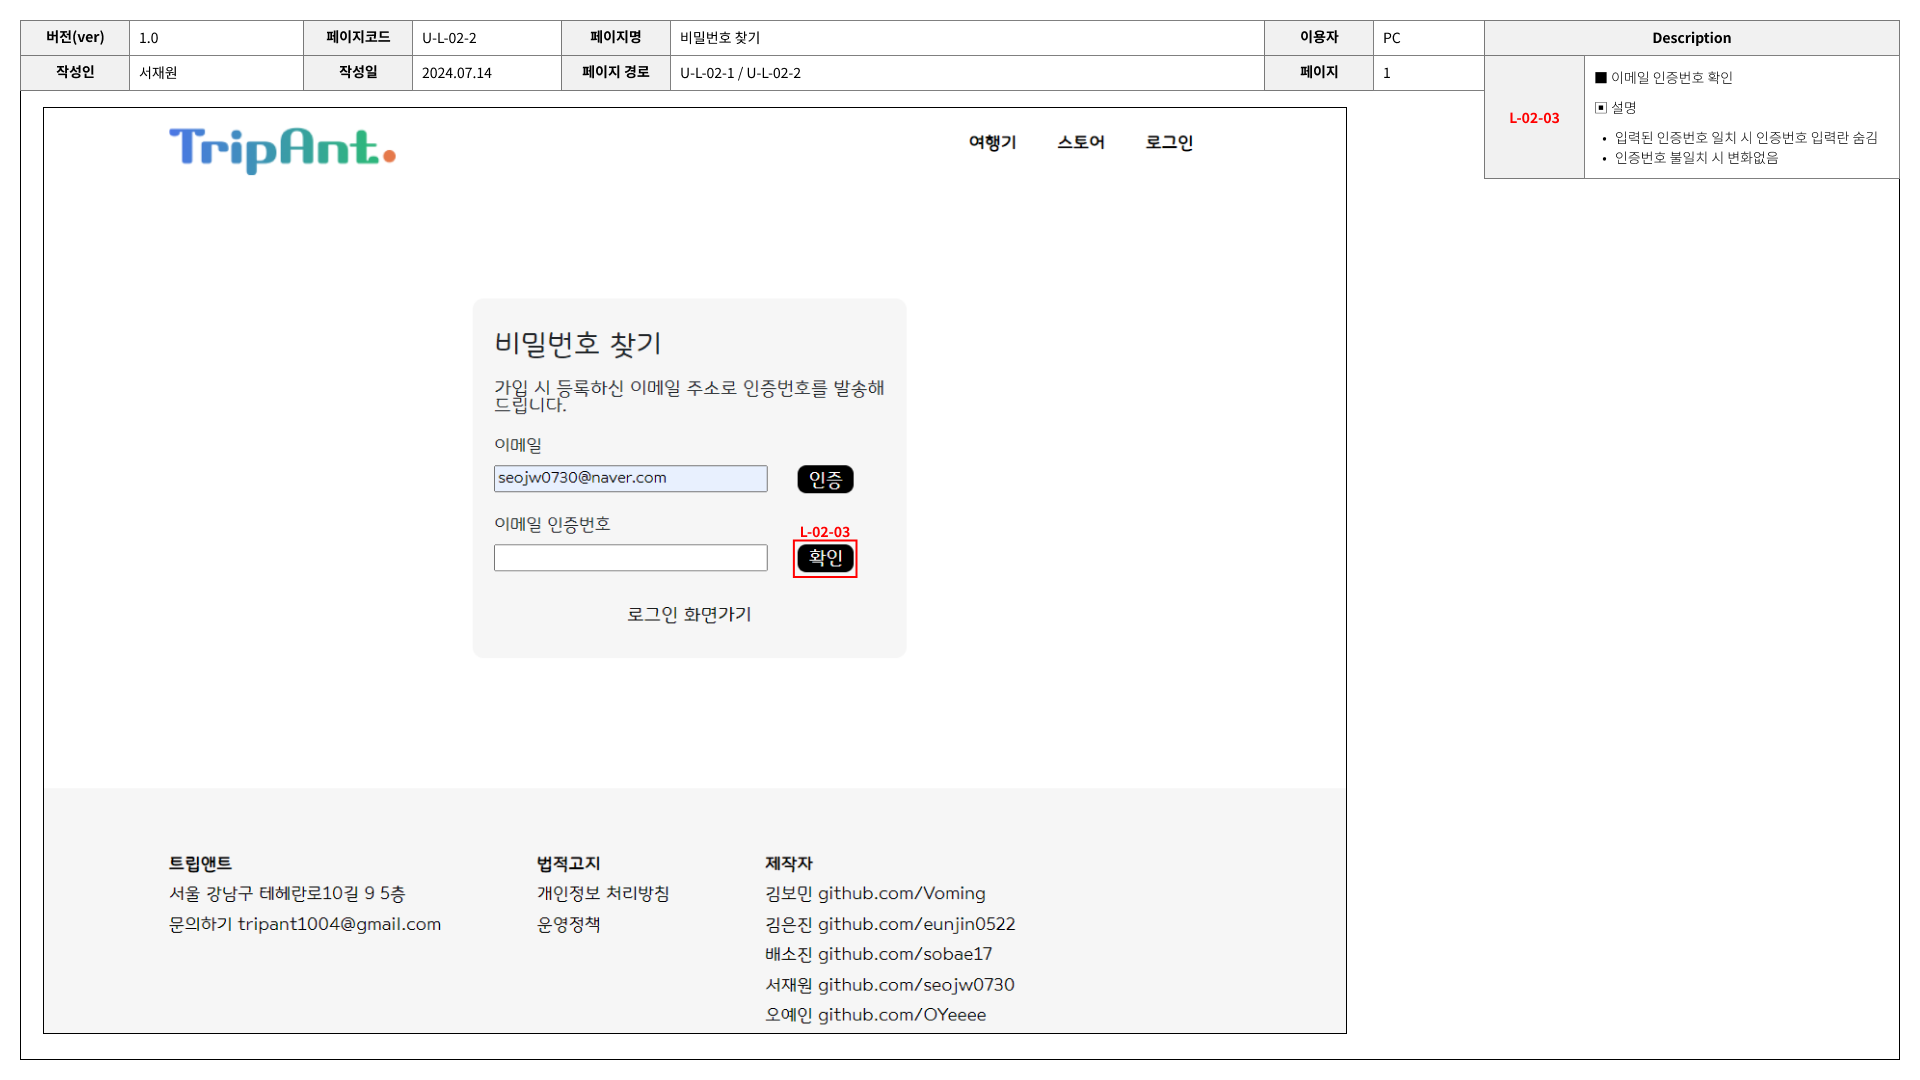 버전(ver) 1.0 페이지코드 U-L-02-2 페이지명 비밀번호 찾기 이용자 PC Description
작성인 서재원 작성일 2024.07.14 페이지 경로 U-L-02-1 / U-L-02-2 페이지 1
L-02-03
■ 이메일 인증번호 확인
▣ 설명
• 입력된 인증번호 일치 시 인증번호 입력란 숨김
• 인증번호 불일치 시 변화없음
TripAnt.
여행기 스토어 로그인
비밀번호 찾기
가입 시 등록하신 이메일 주소로 인증번호를 발송해
드립니다.
이메일
seojw0730@naver.com 인증
이메일 인증번호
L-02-03
확인
로그인 화면가기
트립앤트
서울 강남구 테헤란로10길 9 5층
문의하기 tripant1004@gmail.com
법적고지
개인정보 처리방침
운영정책
제작자
김보민 github.com/Voming
김은진 github.com/eunjin0522
배소진 github.com/sobae17
서재원 github.com/seojw0730
오예인 github.com/OYeeee